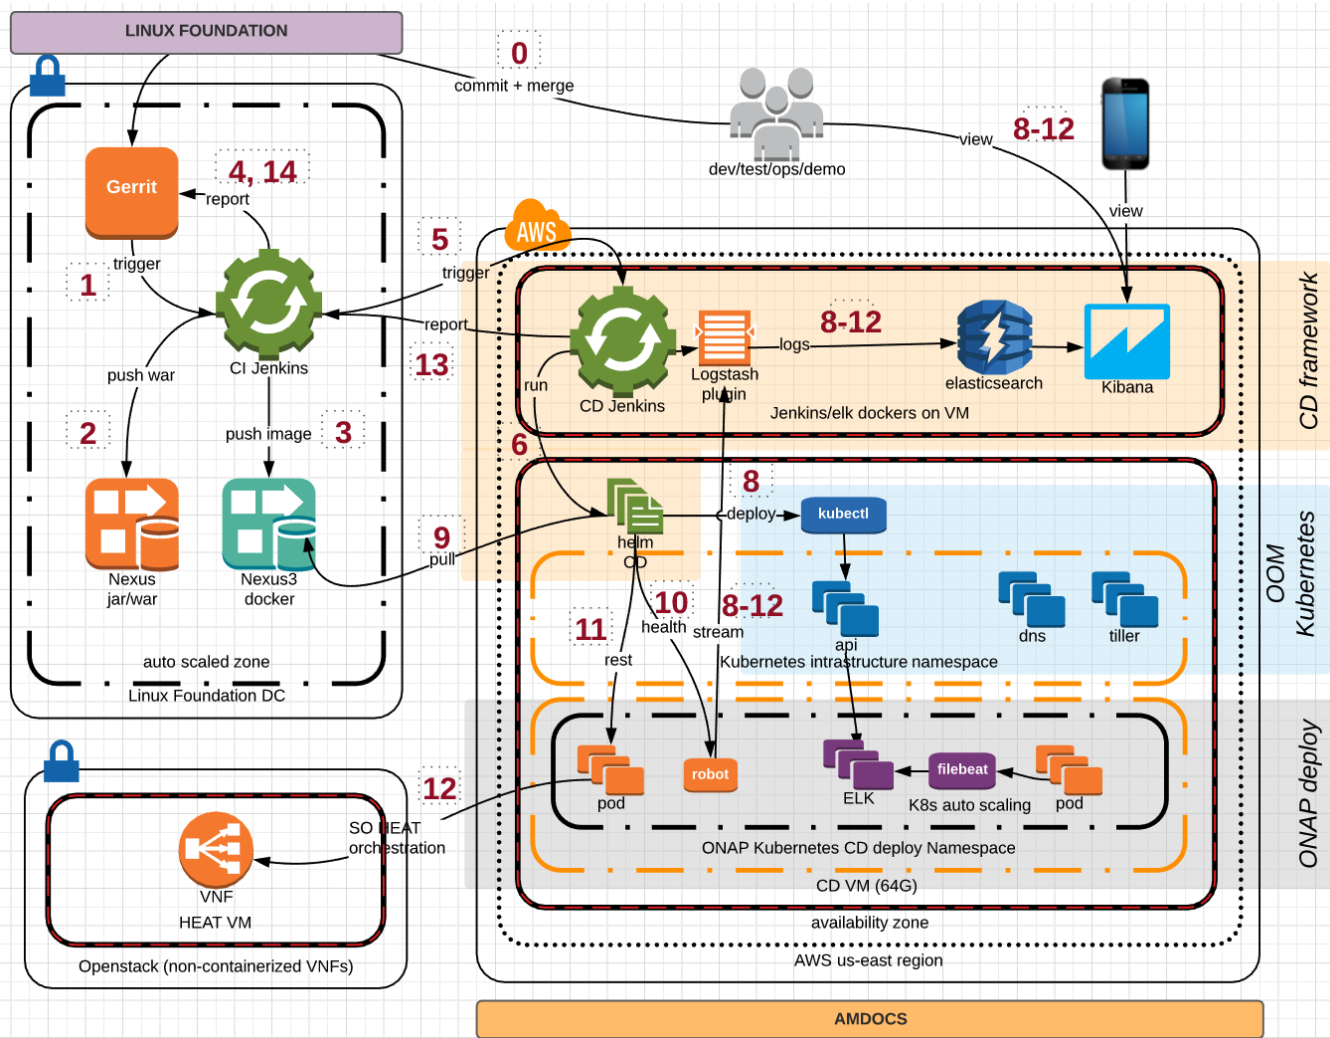 LINUX FOUNDATION
0
commit + merge
dev/test/ops/demo
view
8-12
view
Gerrit
4, 14
report
trigger
1
CI Jenkins
push war
2
push image
3
Nexus
jar/war
Nexus3
docker
auto scaled zone
Linux Foundation DC
AWS
5
trigger
report
13
run
6
CD Jenkins
Logstash
plugin
8-12
logs
elasticsearch
Kibana
Jenkins/elk dockers on VM
CD framework
9
pull
helm
CD
8
deploy
kubectl
10
health
8-12
stream
11
rest
api
dns
tiller
Kubernetes intrastructure namespace
OOM
Kubernetes
12
pod
robot
ELK
filebeat
K8s auto scaling
pod
ONAP Kubernetes CD deploy Namespace
ONAP deploy
CD VM (64G)
availability zone
AWS us-east region
SO HEAT
orchestration
VNF
HEAT VM
Openstack (non-containerized VNFs)
AMDOCS